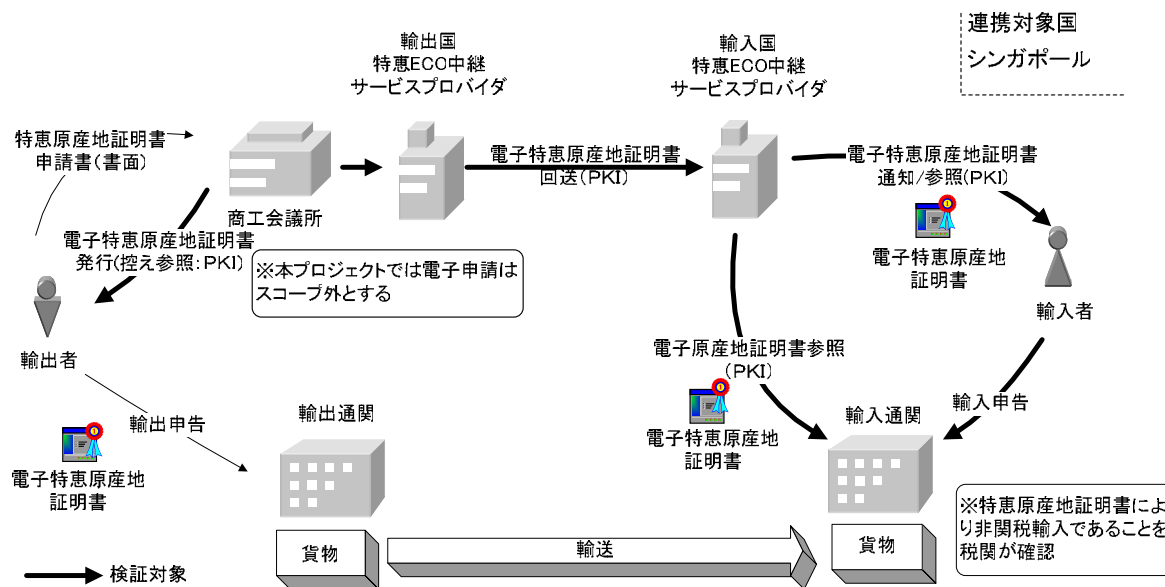 連携対象国
シンガポール
輸出国
特恵ECO中継
サービスプロバイダ
輸入国
特恵ECO中継
サービスプロバイダ
特恵原産地証明書
申請書(書面)
商工会議所
電子特恵原産地証明書
回送(PKI)
電子特恵原産地証明書
通知/参照(PKI)
電子特恵原産地
証明書
電子特恵原産地証明書
発行(控え参照:PKI)
※本プロジェクトでは電子申請は
スコープ外とする
輸出者
輸入者
電子原産地証明書参照
(PKI)
電子特恵原産地
証明書
輸出申告
輸出通関
輸入通関
輸入申告
電子特恵原産地
証明書
※特恵原産地証明書によ
り非関税輸入であることを
税関が確認
貨物
輸送
貨物
検証対象